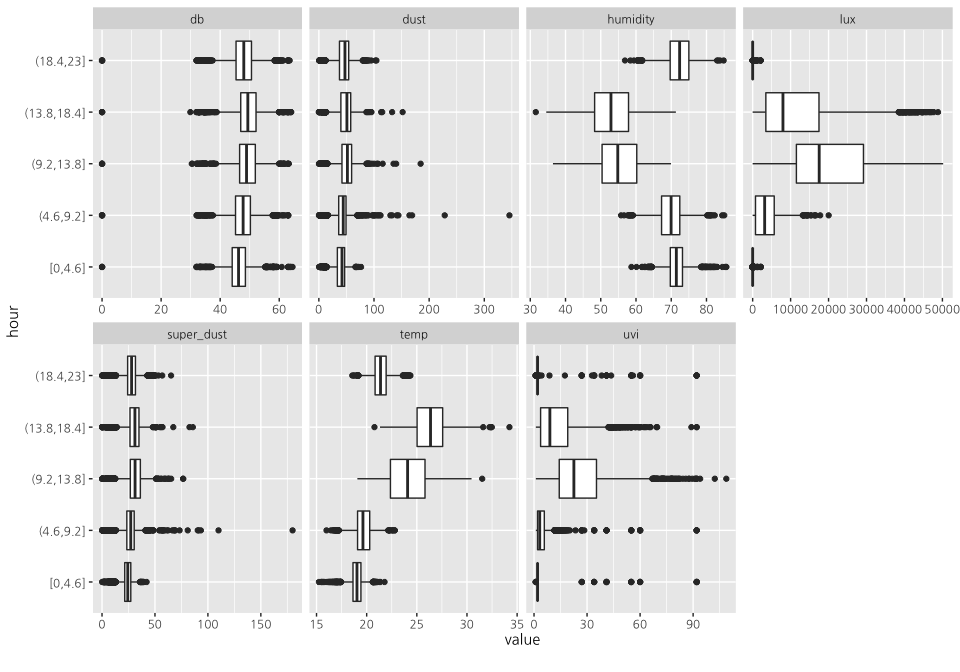 db dust humidity lux
(18.4,23]
(13.8,18.4]
(9.2,13.8]
(4.6,9.2]
[0,4.6]
0 20 40 60 0 100 200 300 30 40 60 80 0 10000 20000 30000 40000 50000
hour
super_dust temp uvi
(18.4,23]
(13.8,18.4]
(9.2,13.8]
(4.6,9.2]
[0,4.6]
0 50 100 150 15 20 25 30 35 0 30 60 90
value